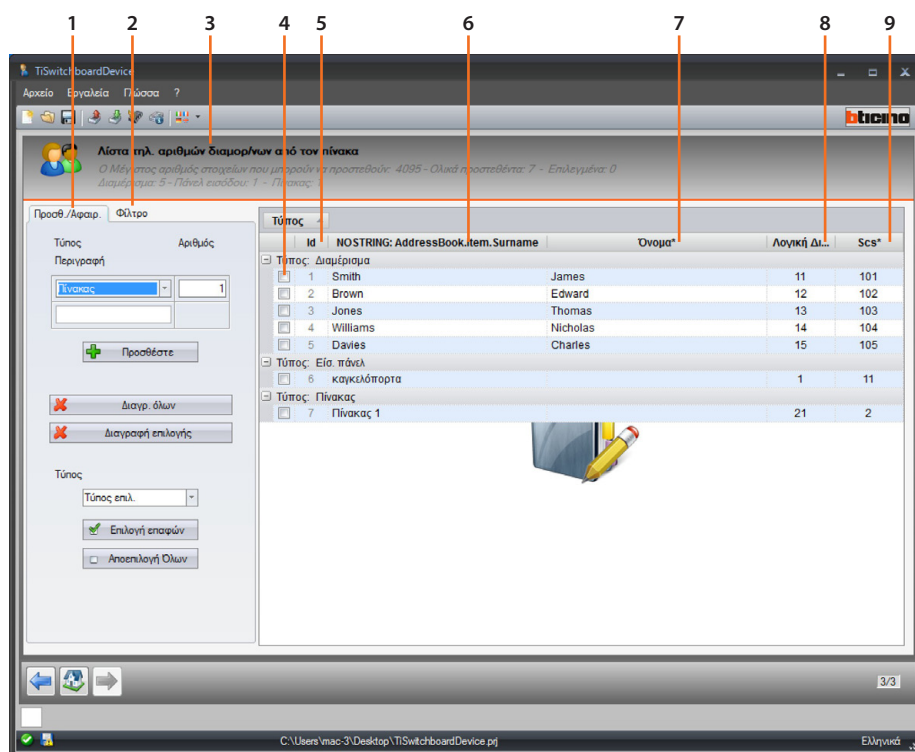 1 2 3 4 5 6 7 8 9
TiSwitchboardDevice
Αρχείο Εργαλεία Γλώσσα ?
bticino
Λίστα τηλ. αριθμών διαμορ/νων από τον πίνακα
Ο Μέγιστος αριθμός στοιχείων που μπορούν να προστεθούν: 4095 - Ολικά προστεθέντα: 7 - Επιλεγμένα: 0
Διαμέρισμα: 5 - Πάνελ εισόδου: 1 - Πίνακας: 1
Προσθ./Αφαιρ. Φίλτρο
Τύπος Αριθμός
Περιγραφή
Πίνακας 1
Προσθέστε
Διαγρ. όλων
Διαγραφή επιλογής
Τύπος
Τύπος επιλ.
Επιλογή επαφών
Αποεπιλογή Όλων
Τύπος
Id NOSTRING: AddressBook.Item.Surname Όνομα* Λογική Δι... Scs*
Τύπος: Διαμέρισμα
1 Smith James 11 101
2 Brown Edward 12 102
3 Jones Thomas 13 103
4 Williams Nicholas 14 104
5 Davies Charles 15 105
Τύπος: Είσ. πάνελ
6 καγκελόπορτα 1 11
Τύπος: Πίνακας
7 Πίνακας 1 21 2
3/3
C:\Users\mac-3\Desktop\TiSwitchboardDevice.prj Ελληνικά